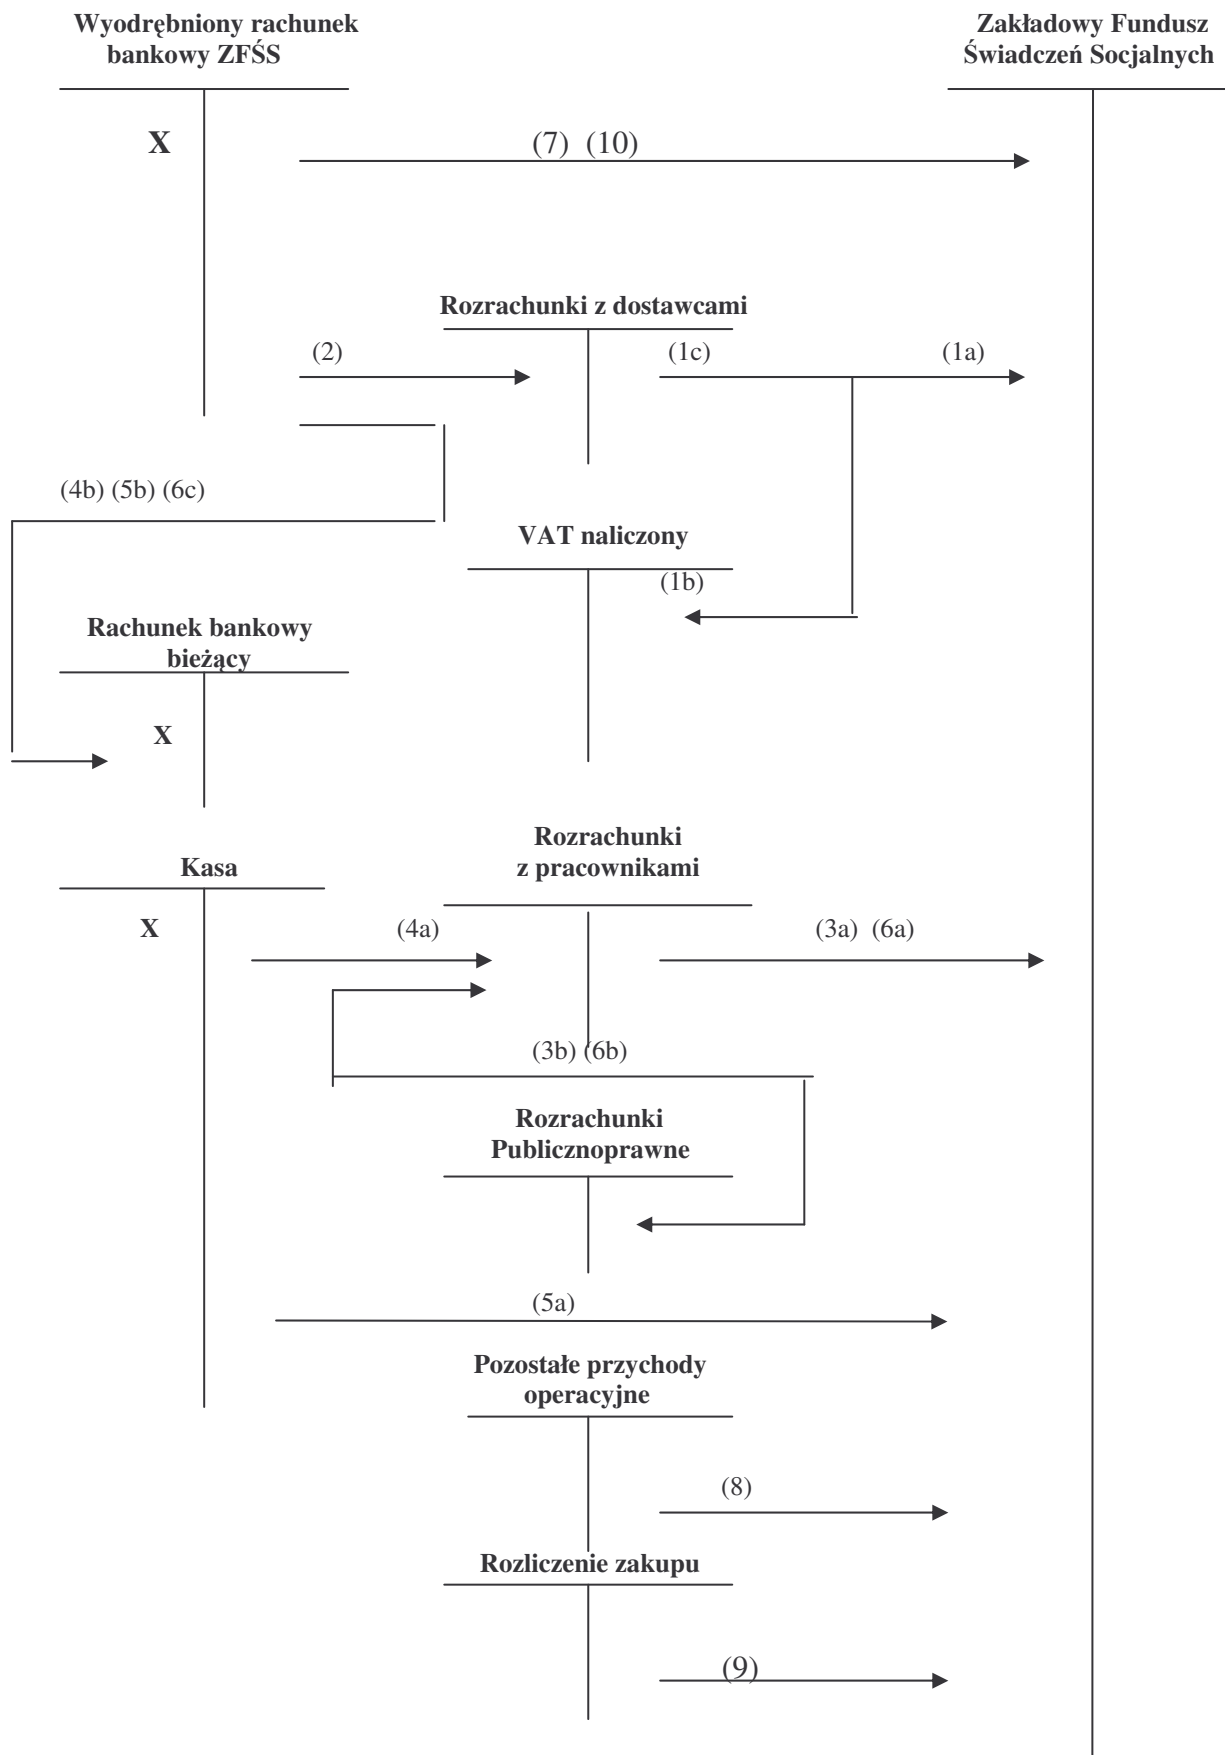 Wyodrębniony rachunek
bankowy ZFŚS
Zakładowy Fundusz
Świadczeń Socjalnych
X
(7) (10)
Rozrachunki z dostawcami
(2)
(1c)
(1a)
(4b) (5b) (6c)
VAT naliczony
(1b)
Rachunek bankowy
bieżący
X
Rozrachunki
z pracownikami
Kasa
X
(4a)
(3a) (6a)
(3b) (6b)
Rozrachunki
Publicznoprawne
(5a)
Pozostałe przychody
operacyjne
(8)
Rozliczenie zakupu
(9)